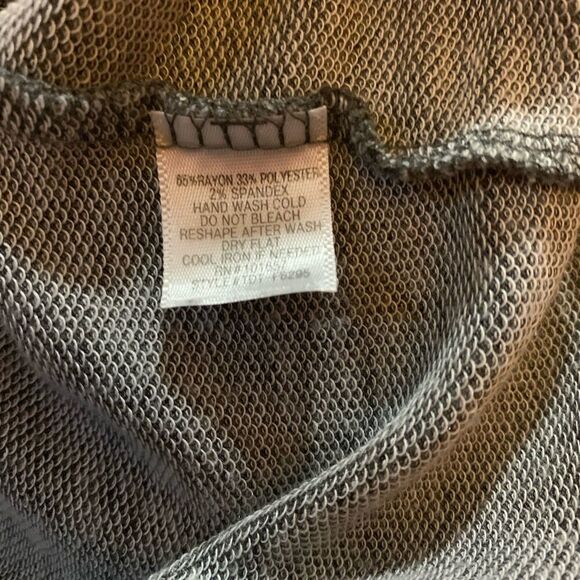 65% RAYON 33% POLYESTER
2% SPANDEX
HAND WASH COLD
DO NOT BLEACH
RESHAPE AFTER WASH
DRY FLAT
COOL IRON IF NEEDED
STYLE#